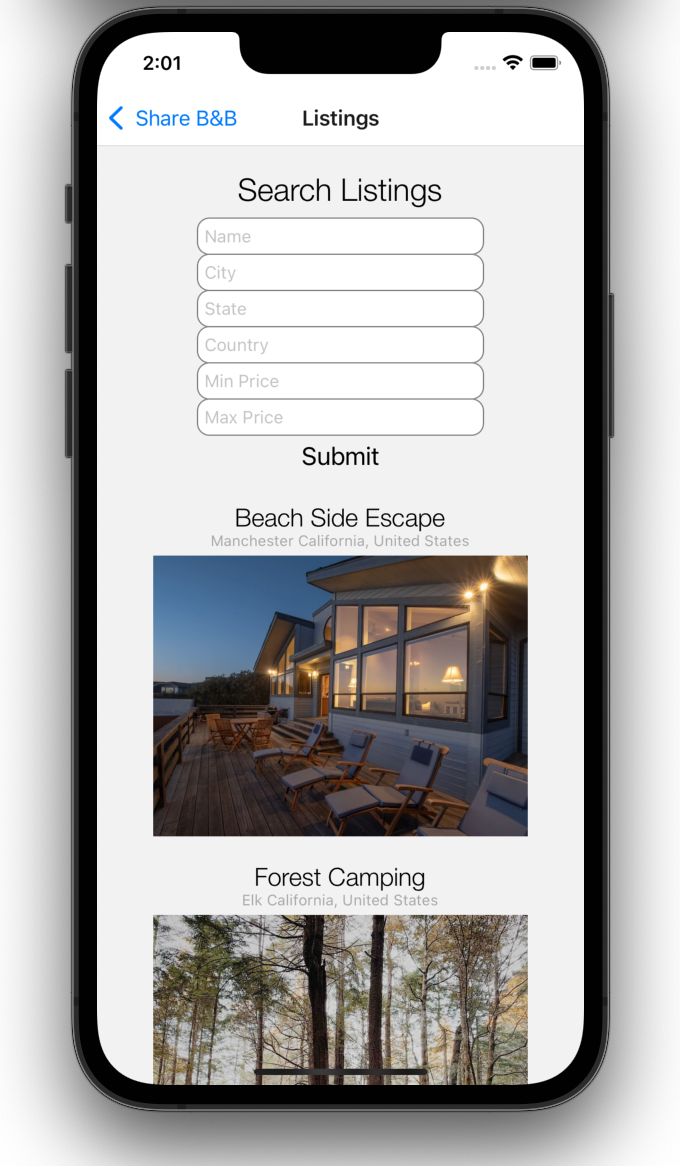 2:01
Share B&B
Listings
Search Listings
Name
City
State
Country
Min Price
Max Price
Submit
Beach Side Escape
Manchester California, United States
Forest Camping
Elk California, United States